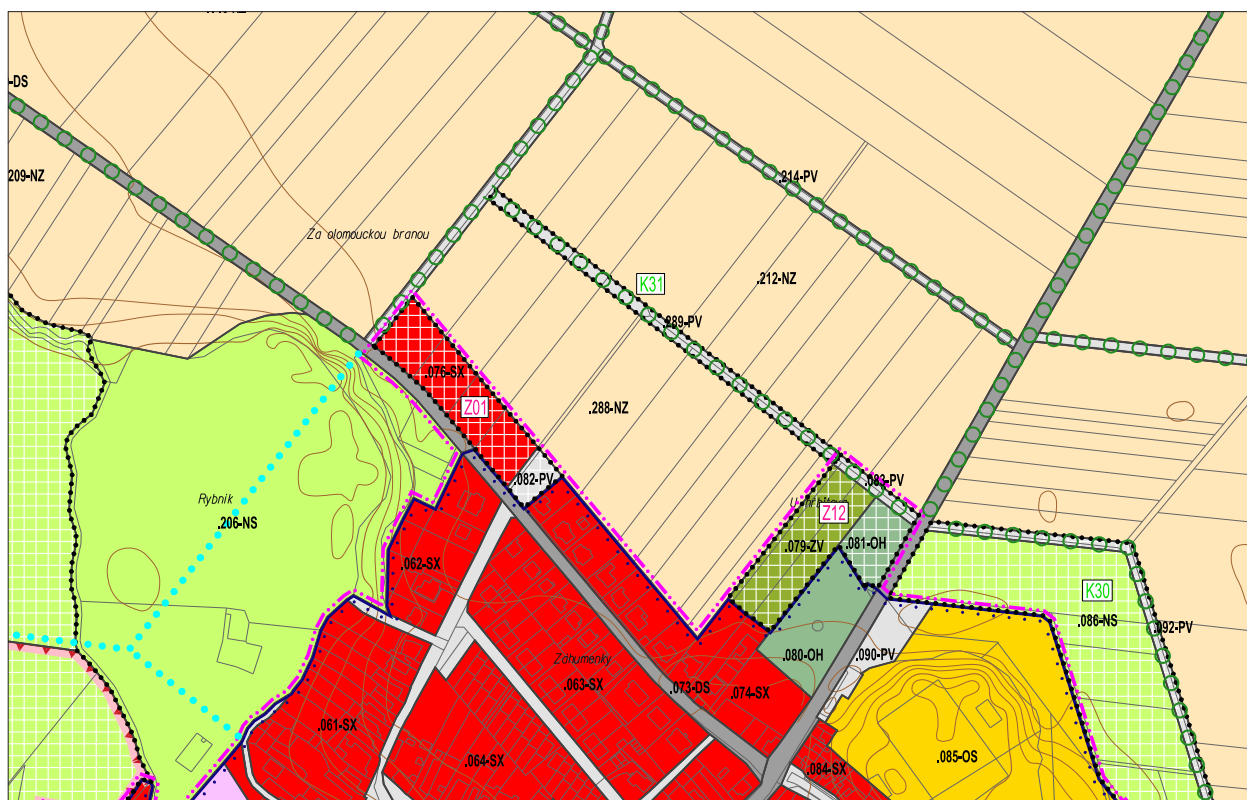 -DS
209-NZ
.214-PV
Za olomouckou branou
.212-NZ
K31
.289-PV
.076-SX
Z01
.288-NZ
.082-PV
.083-PV
Rybník
.206-NS
Z12
.079-ZV
.081-OH
.062-SX
K30
.086-NS
.092-PV
.080-OH
.090-PV
Zahumenky
.063-SX
.073-DS
.074-SX
.061-SX
.064-SX
.084-SX
.085-OS